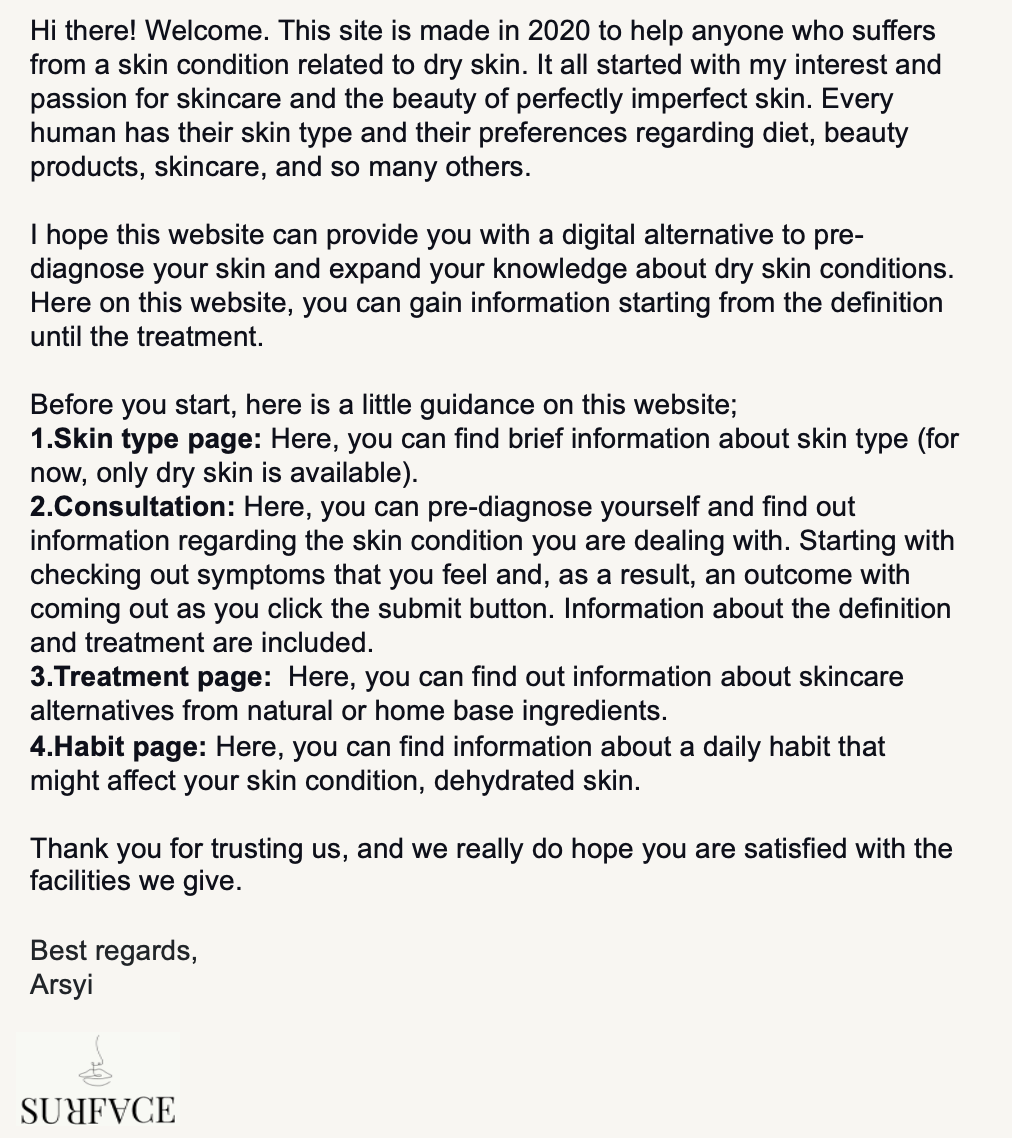 Hi there! Welcome. This site is made in 2020 to help anyone who suffers
from a skin condition related to dry skin. It all started with my interest and
passion for skincare and the beauty of perfectly imperfect skin. Every
human has their skin type and their preferences regarding diet, beauty
products, skincare, and so many others.
I hope this website can provide you with a digital alternative to pre-
diagnose your skin and expand your knowledge about dry skin conditions.
Here on this website, you can gain information starting from the definition
until the treatment.
Before you start, here is a little guidance on this website;
1.Skin type page: Here, you can find brief information about skin type (for
now, only dry skin is available).
2.Consultation: Here, you can pre-diagnose yourself and find out
information regarding the skin condition you are dealing with. Starting with
checking out symptoms that you feel and, as a result, an outcome with
coming out as you click the submit button. Information about the definition
and treatment are included.
3.Treatment page:  Here, you can find out information about skincare
alternatives from natural or home base ingredients.
4.Habit page: Here, you can find information about a daily habit that
might affect your skin condition, dehydrated skin.
Thank you for trusting us, and we really do hope you are satisfied with the
facilities we give.
Best regards,
Arsyi
SURFACE